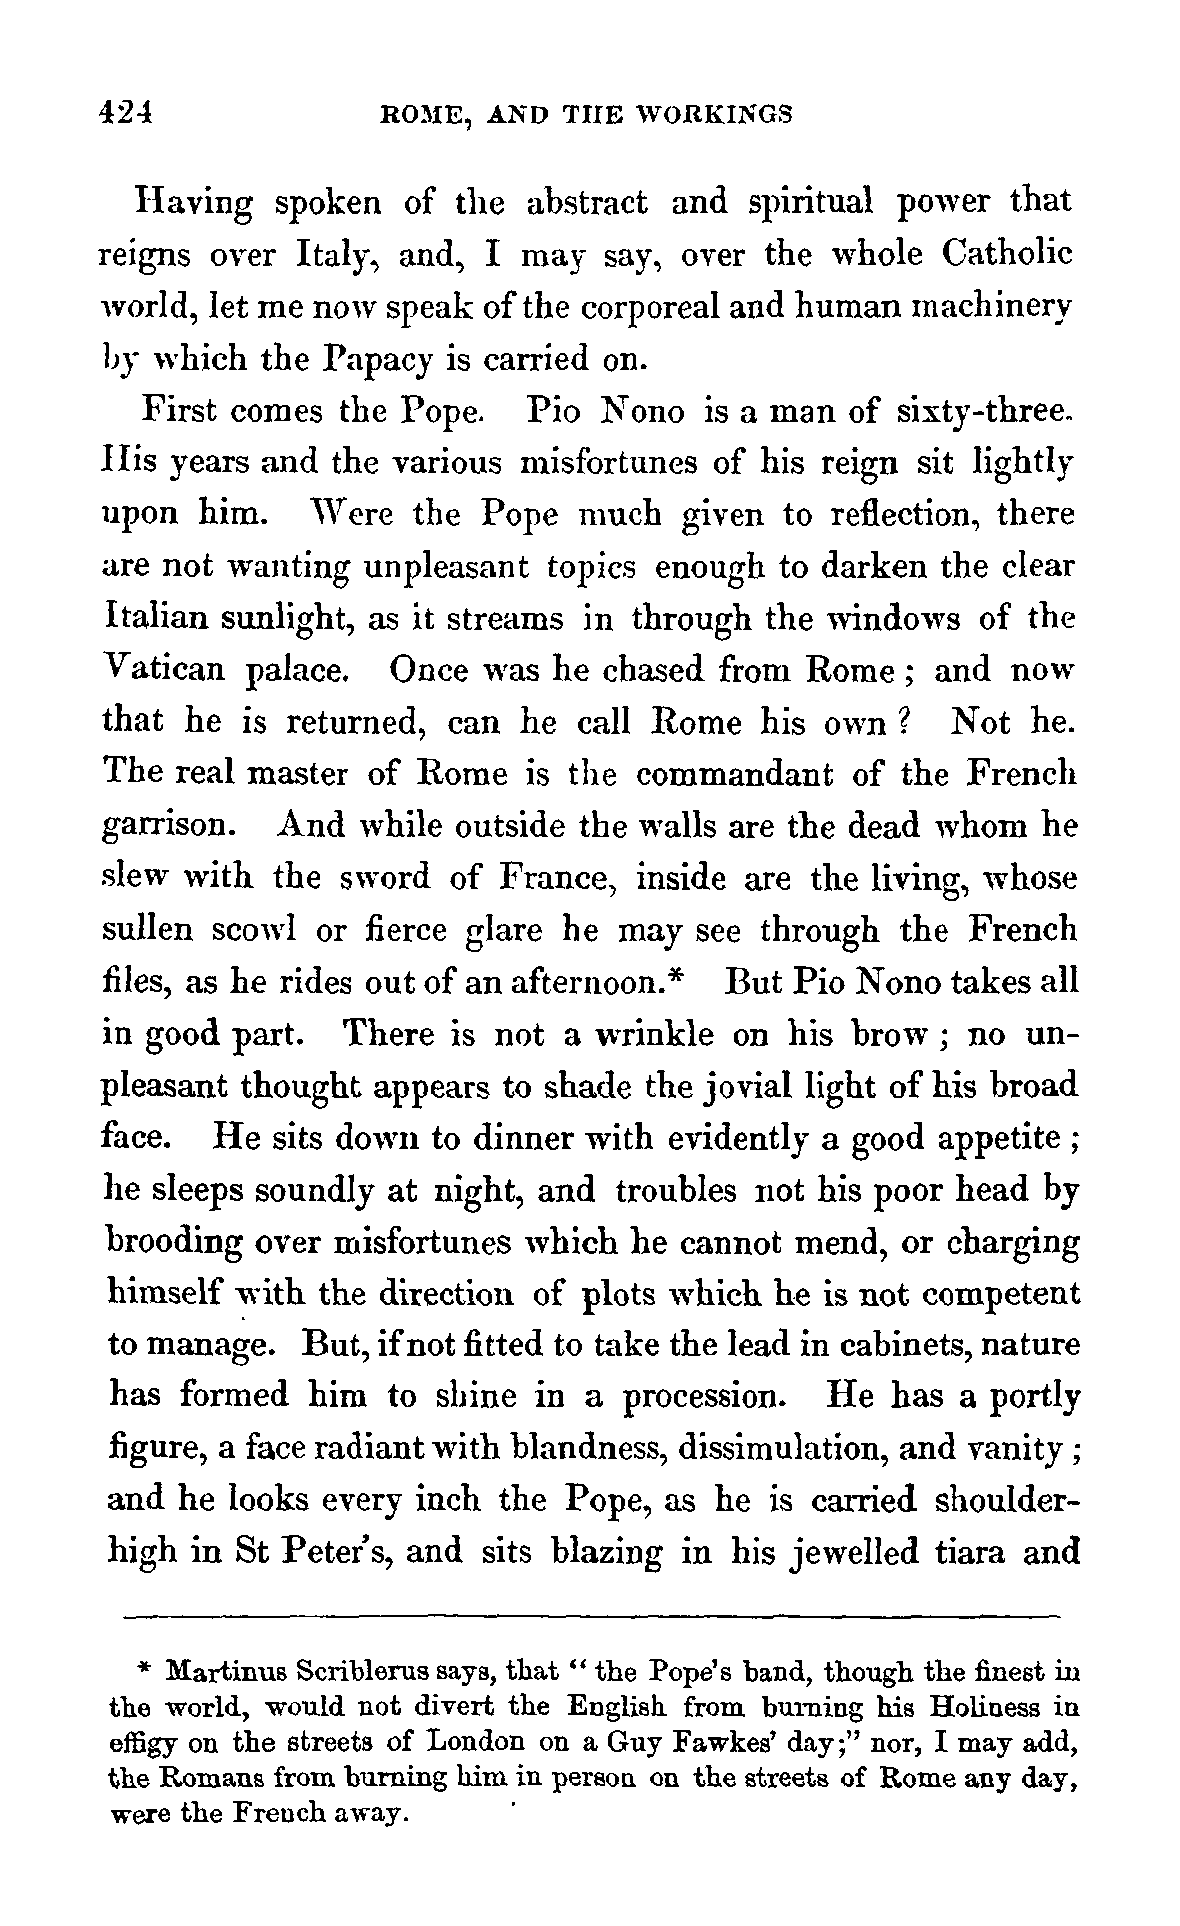 424 ROME, AND THE WORKINGS
Having spoken of the abstract and spiritual power that
reigns over Italy, and, I may say, over the whole Catholic
world, let me now speak of the corporeal and human machinery
by which the Papacy is carried on.
First comes the Pope. Pio Nono is a man of sixty-three.
His years and the various misfortunes of his reign sit lightly
upon him. Were the Pope much given to reflection, there
are not wanting unpleasant topics enough to darken the clear
Italian sunlight, as it streams in through the windows of the
Vatican palace. Once was he chased from Rome ; and now
that he is returned, can he call Rome his own ? Not he.
The real master of Rome is the commandant of the French
garrison. And while outside the walls are the dead whom he
slew with the sword of France, inside are the living, whose
sullen scowl or fierce glare he may see through the French
files, as he rides out of an afternoon.* But Pio Nono takes all
in good part. There is not a wrinkle on his brow ; no un-
pleasant thought appears to shade the jovial light of his broad
face. He sits down to dinner with evidently a good appetite ;
he sleeps soundly at night, and troubles not his poor head by
brooding over misfortunes which he cannot mend, or charging
himself with the direction of plots which he is not competent
to manage. But, if not fitted to take the lead in cabinets, nature
has formed him to shine in a procession. He has a portly
figure, a face radiant with blandness, dissimulation, and vanity ;
and he looks every inch the Pope, as he is carried shoulder-
high in St Peter's, and sits blazing in his jewelled tiara and
* Martinus Scriblerus says, that " the Pope's band, though the finest in
the world, would not divert the English from burning his Holiness in
effigy on the streets of London on a Guy Fawkes' day;" nor, I may add,
the Romans from burning him in person on the streets of Rome any day,
were the French away.